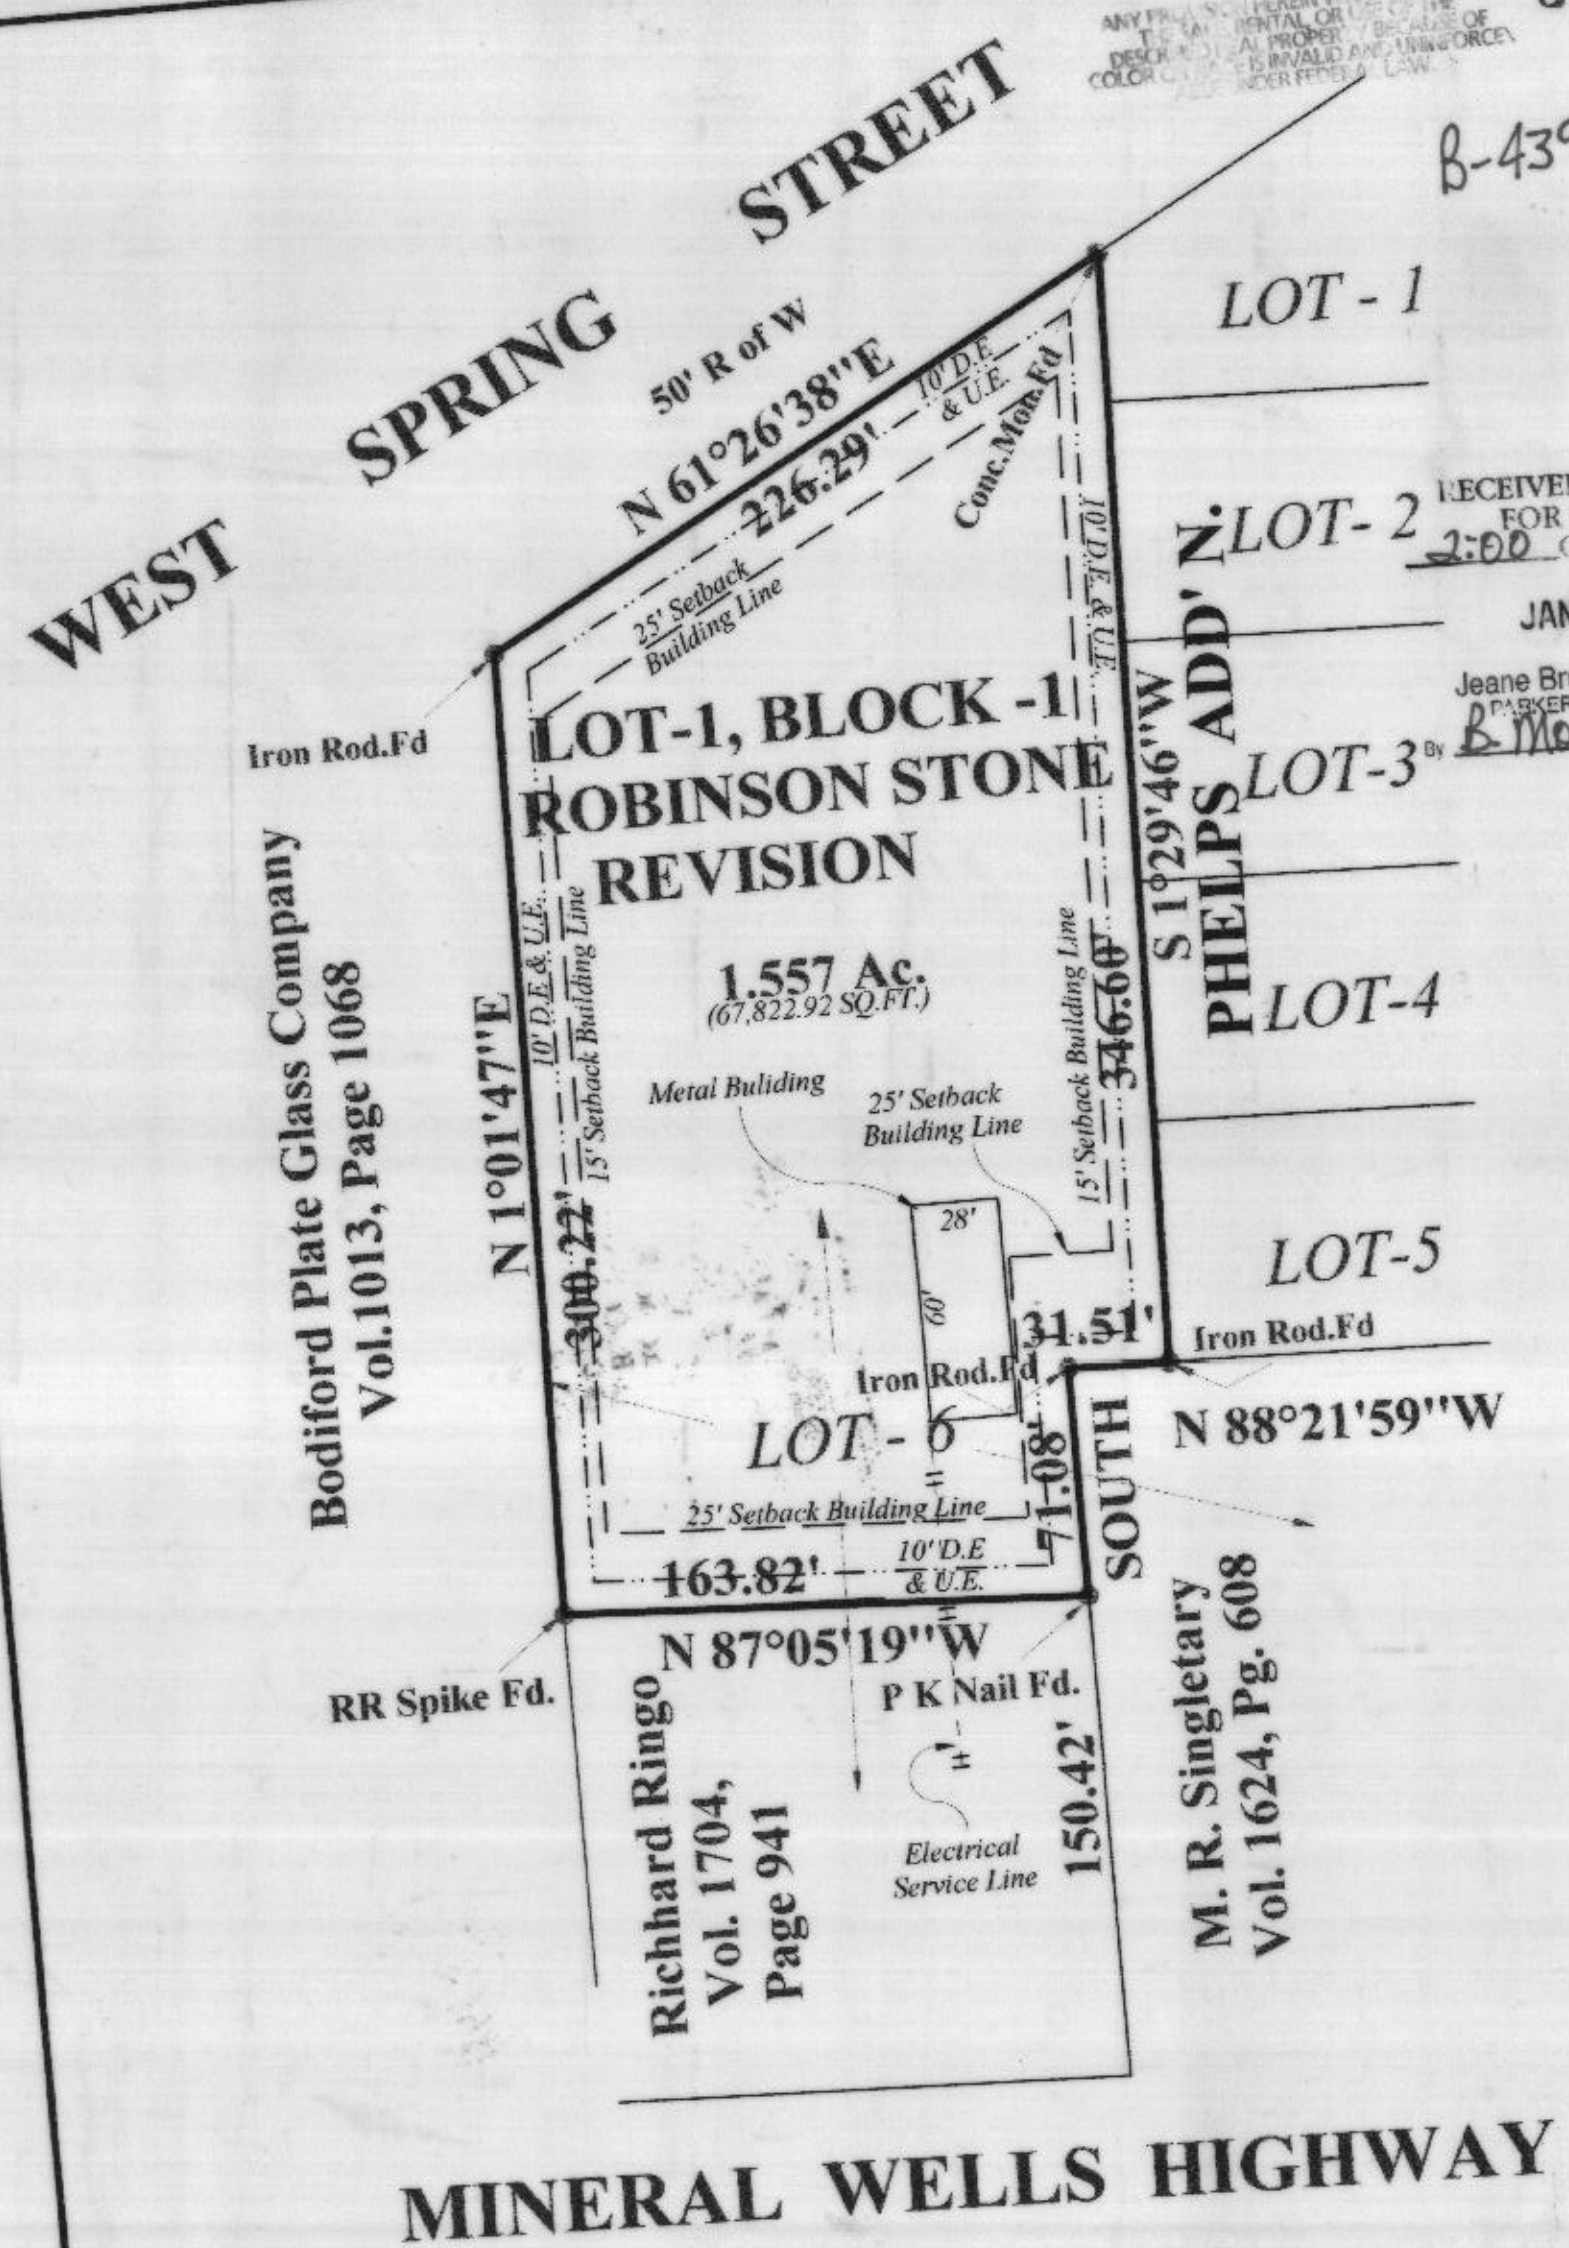 COLOR
B-43
STREET
SPRING
WEST
50' R of W
N 61°26'38"E
226.29'
10' D.E
& U.E.
Conc.Mon.Fd
25' Setback
Building Line
LOT - 1
LOT- 2
LOT-3
LOT-4
LOT-5
FOR
2:00
Jeane
By
PHELPS ADD' N.
S 1°29'46"W
346.60'
10' D.E. & U.E.
15' Setback Building Line
Iron Rod.Fd
LOT-1, BLOCK -1
ROBINSON STONE
REVISION
1.557 Ac.
(67,822.92 SQ.FT.)
Bodiford Plate Glass Company
Vol.1013, Page 1068
N 1°01'47"E
300.22'
10' D.E & U.E.
15' Setback Building Line
Metal Buliding
25' Setback
Building Line
28'
60'
31.51'
Iron Rod.Fd
Iron Rod.Fd
N 88°21'59"W
LOT - 6
71.08'
SOUTH
25' Setback Building Line
163.82'
10' D.E
& U.E.
N 87°05'19"W
RR Spike Fd.
P K Nail Fd.
Richhard Ringo
Vol. 1704,
Page 941
150.42'
Electrical
Service Line
M. R. Singletary
Vol. 1624, Pg. 608
MINERAL WELLS HIGHWAY